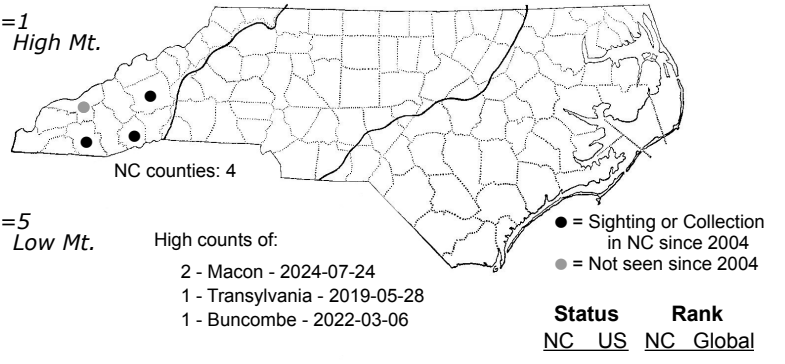 =1
High Mt.
NC counties: 4
=5
Low Mt.
High counts of:
2 - Macon - 2024-07-24
1 - Transylvania - 2019-05-28
1 - Buncombe - 2022-03-06
= Sighting or Collection
in NC since 2004
= Not seen since 2004
Status Rank
NC US NC Global